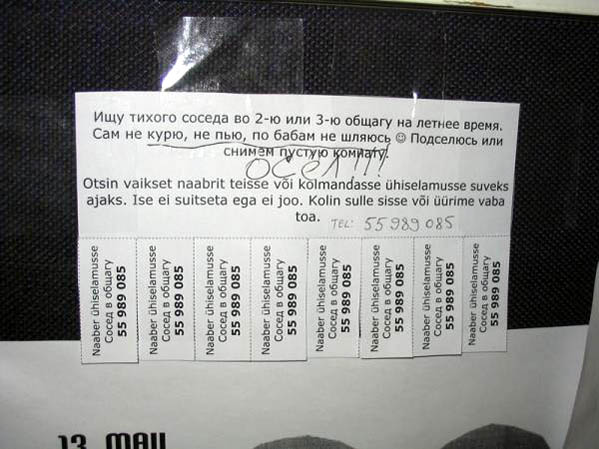 Ищу тихого соседа во 2-ю или 3-ю общагу на летнее время.
Сам не курю, не пью, по бабам не шляюсь ☺ Подселюсь или
снимем пустую комнату.
ОСЕЛ!!!
Otsin vaikset naabrit teisse või kolmandasse ühiselamusse suveks
ajaks. Ise ei suitseta ega ei joo. Kolin sulle sisse või üürime vaba
toa. TEL: 55 989 085
Naaber ühiselamusse
Сосед в общагу
55 989 085
Naaber ühiselamusse
Сосед в общагу
55 989 085
Naaber ühiselamusse
Сосед в общагу
55 989 085
Naaber ühiselamusse
Сосед в общагу
55 989 085
Naaber ühiselamusse
Сосед в общагу
55 989 085
Naaber ühiselamusse
Сосед в общагу
55 989 085
Naaber ühiselamusse
Сосед в общагу
55 989 085
Naaber ühiselamusse
Сосед в общагу
55 989 085
13